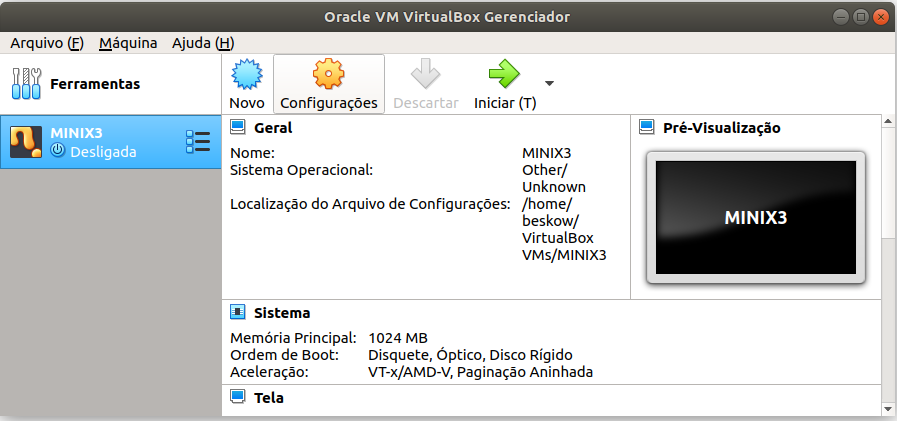 Oracle VM VirtualBox Gerenciador
Arquivo (F) Máquina Ajuda (H)
Ferramentas
Novo Configurações Descartar Iniciar (T)
MINIX3
Desligada
Geral
Nome: MINIX3
Sistema Operacional: Other/
Unknown
Localização do Arquivo de Configurações: /home/
beskow/
VirtualBox
VMs/MINIX3
Pré-Visualização
MINIX3
Sistema
Memória Principal: 1024 MB
Ordem de Boot: Disquete, Óptico, Disco Rígido
Aceleração: VT-x/AMD-V, Paginação Aninhada
Tela